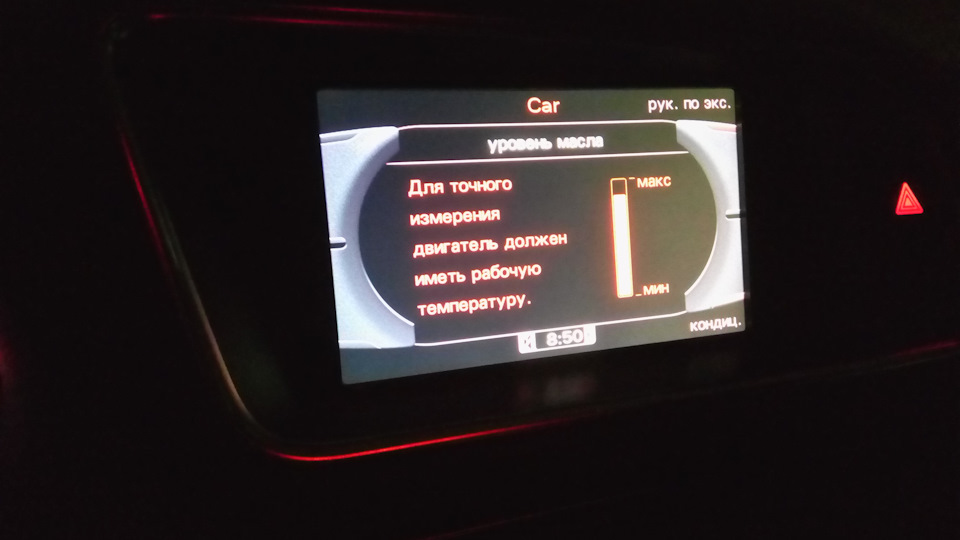 Car
рук. по экс.
уровень масла
Для точного
измерения
двигатель должен
иметь рабочую
температуру.
макс
мин
кондиц.
8:50